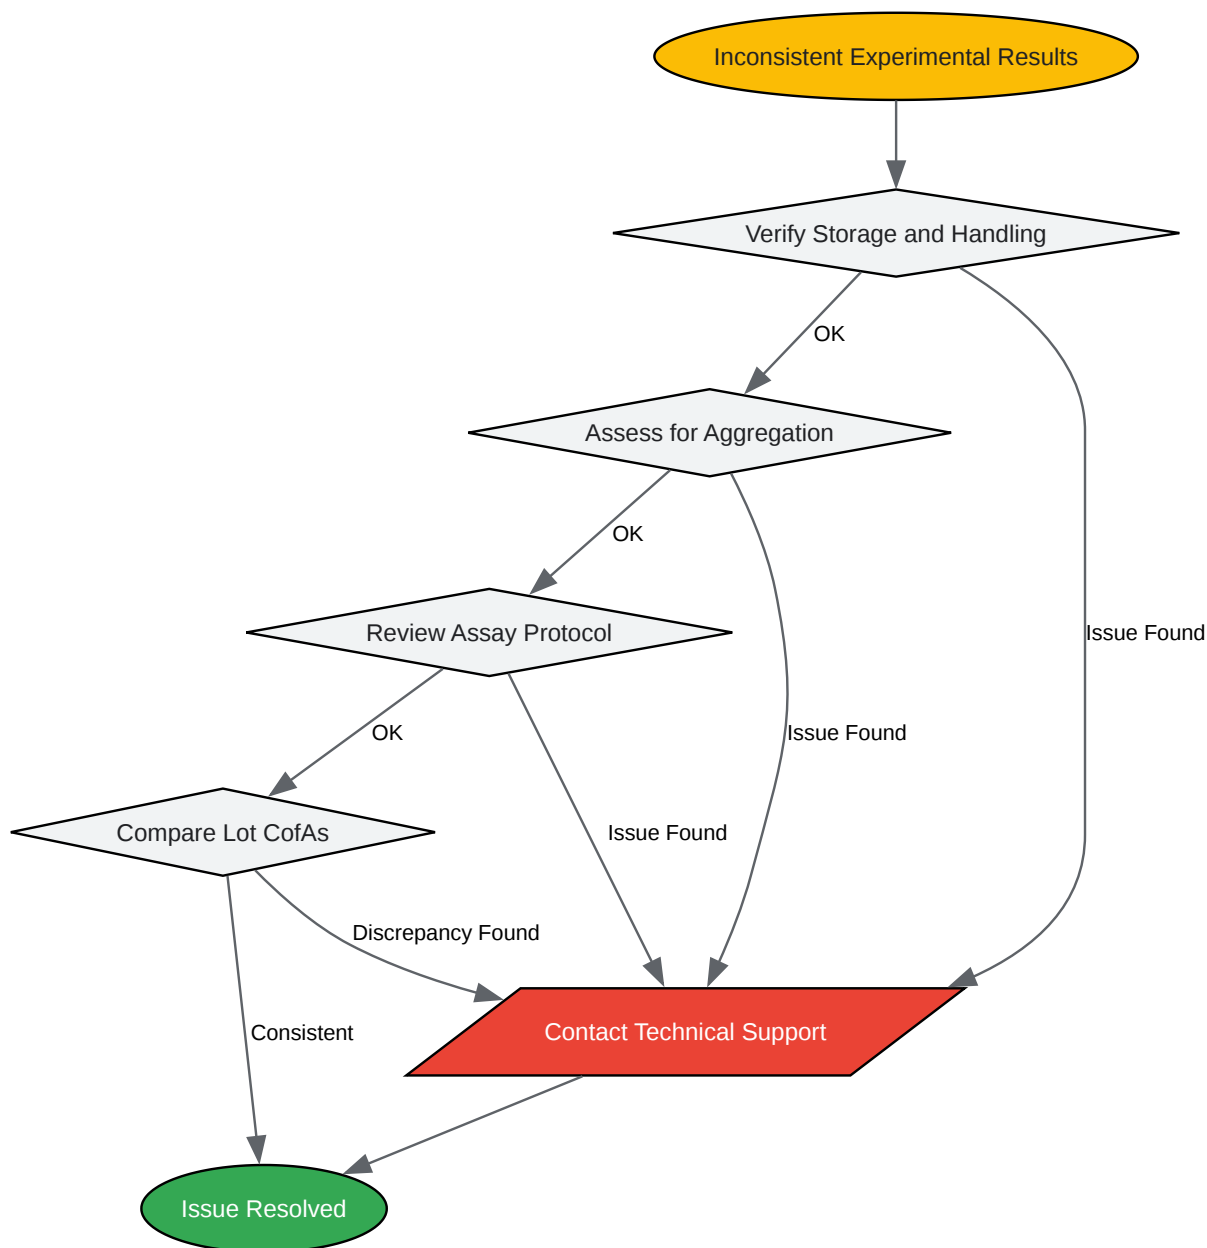 Inconsistent Experimental Results
Verify Storage and Handling
OK
Assess for Aggregation
OK
Review Assay Protocol
Issue Found
OK
Issue Found
Compare Lot CofAs
Issue Found
Discrepancy Found
Contact Technical Support
Consistent
Issue Resolved